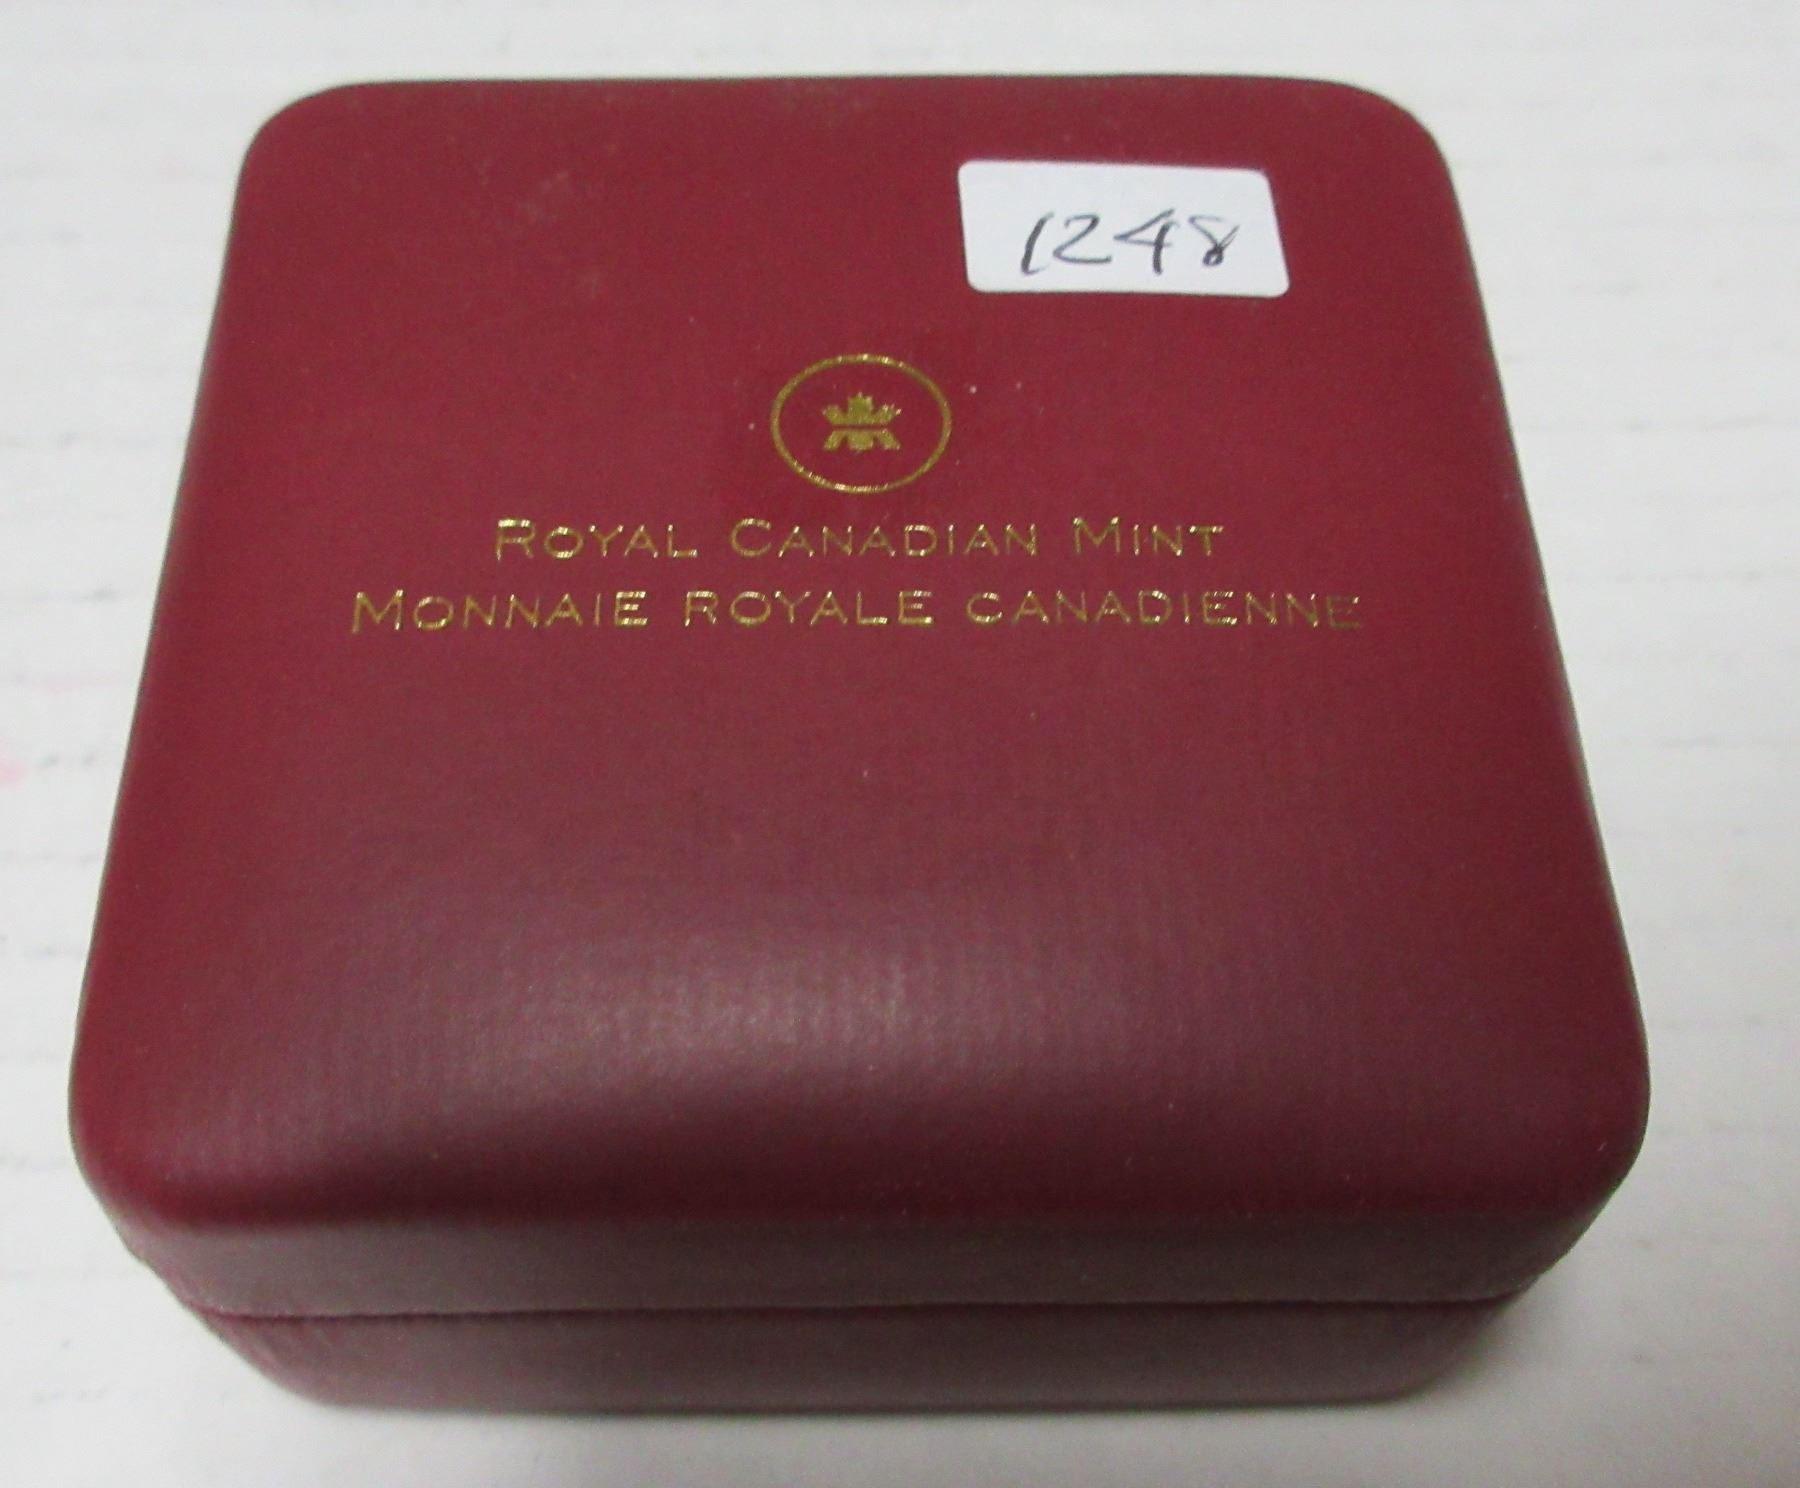 1248
ROYAL CANADIAN MINT
MONNAIE ROYALE CANADIENNE